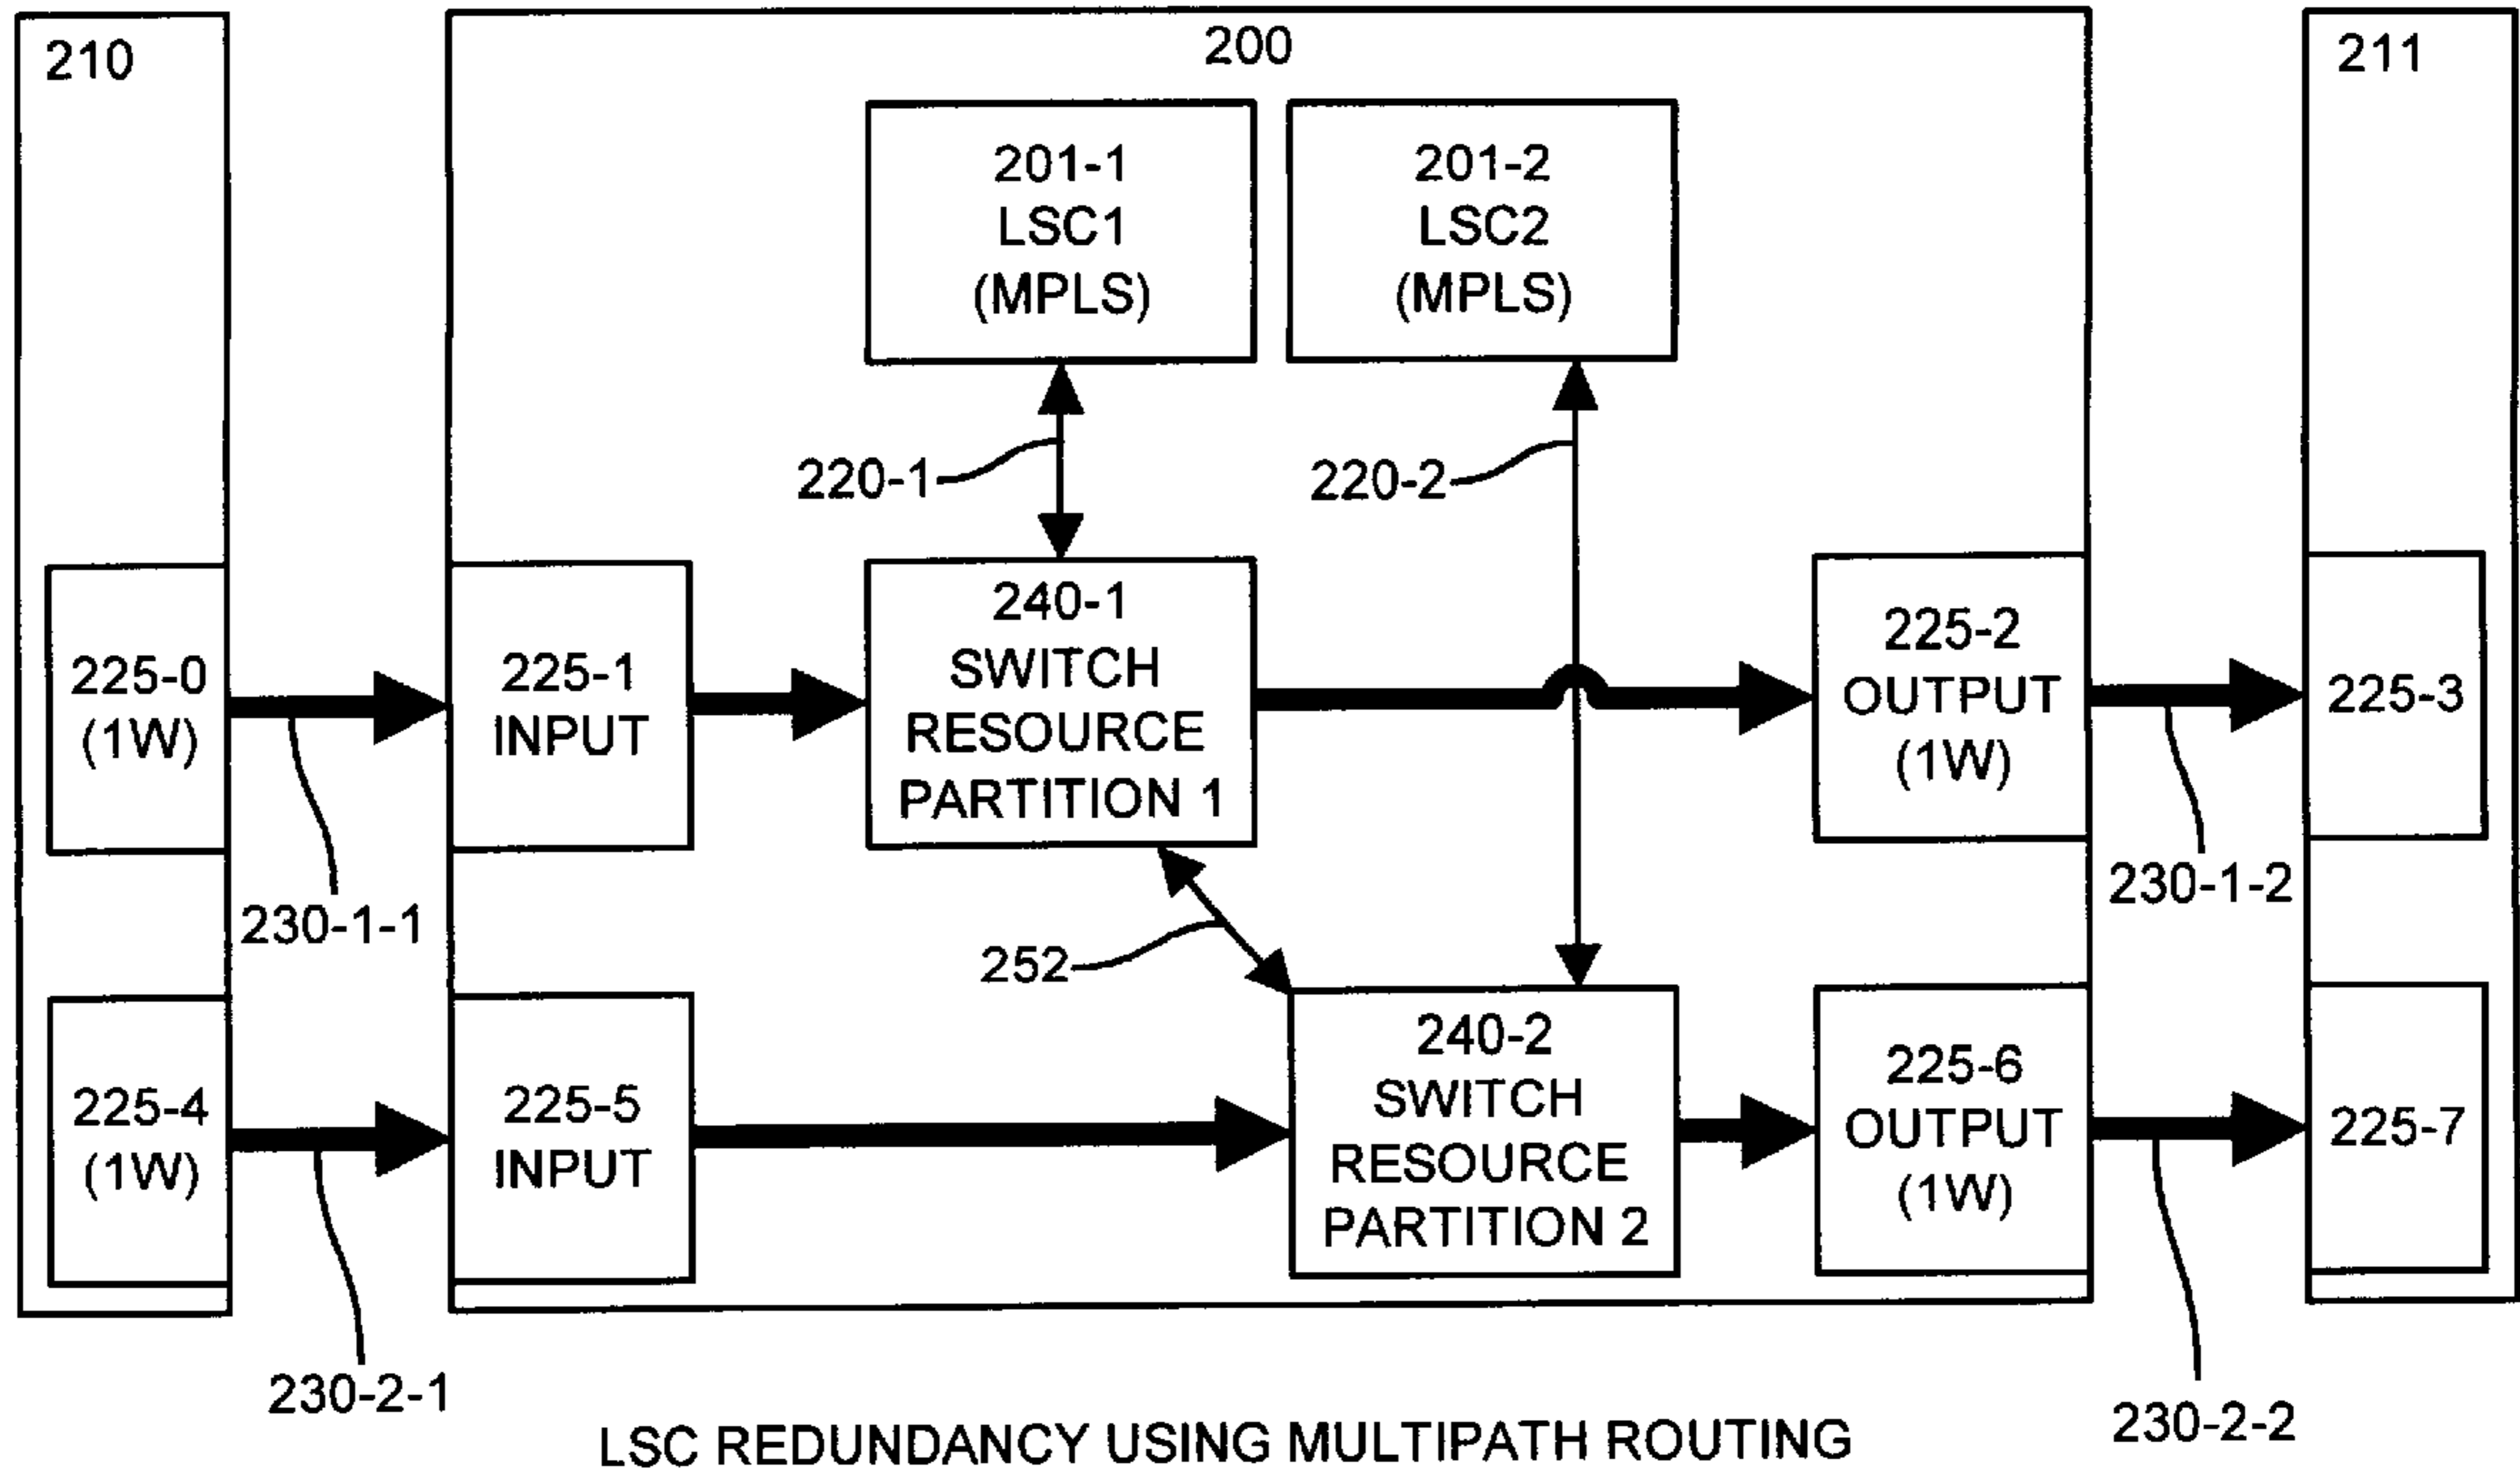 210
200
211
201-1
LSC1
(MPLS)
201-2
LSC2
(MPLS)
220-1
220-2
225-0
(1W)
225-1
INPUT
240-1
SWITCH
RESOURCE
PARTITION 1
225-2
OUTPUT
(1W)
225-3
230-1-1
252
230-1-2
225-4
(1W)
225-5
INPUT
240-2
SWITCH
RESOURCE
PARTITION 2
225-6
OUTPUT
(1W)
225-7
230-2-1
230-2-2
LSC REDUNDANCY USING MULTIPATH ROUTING